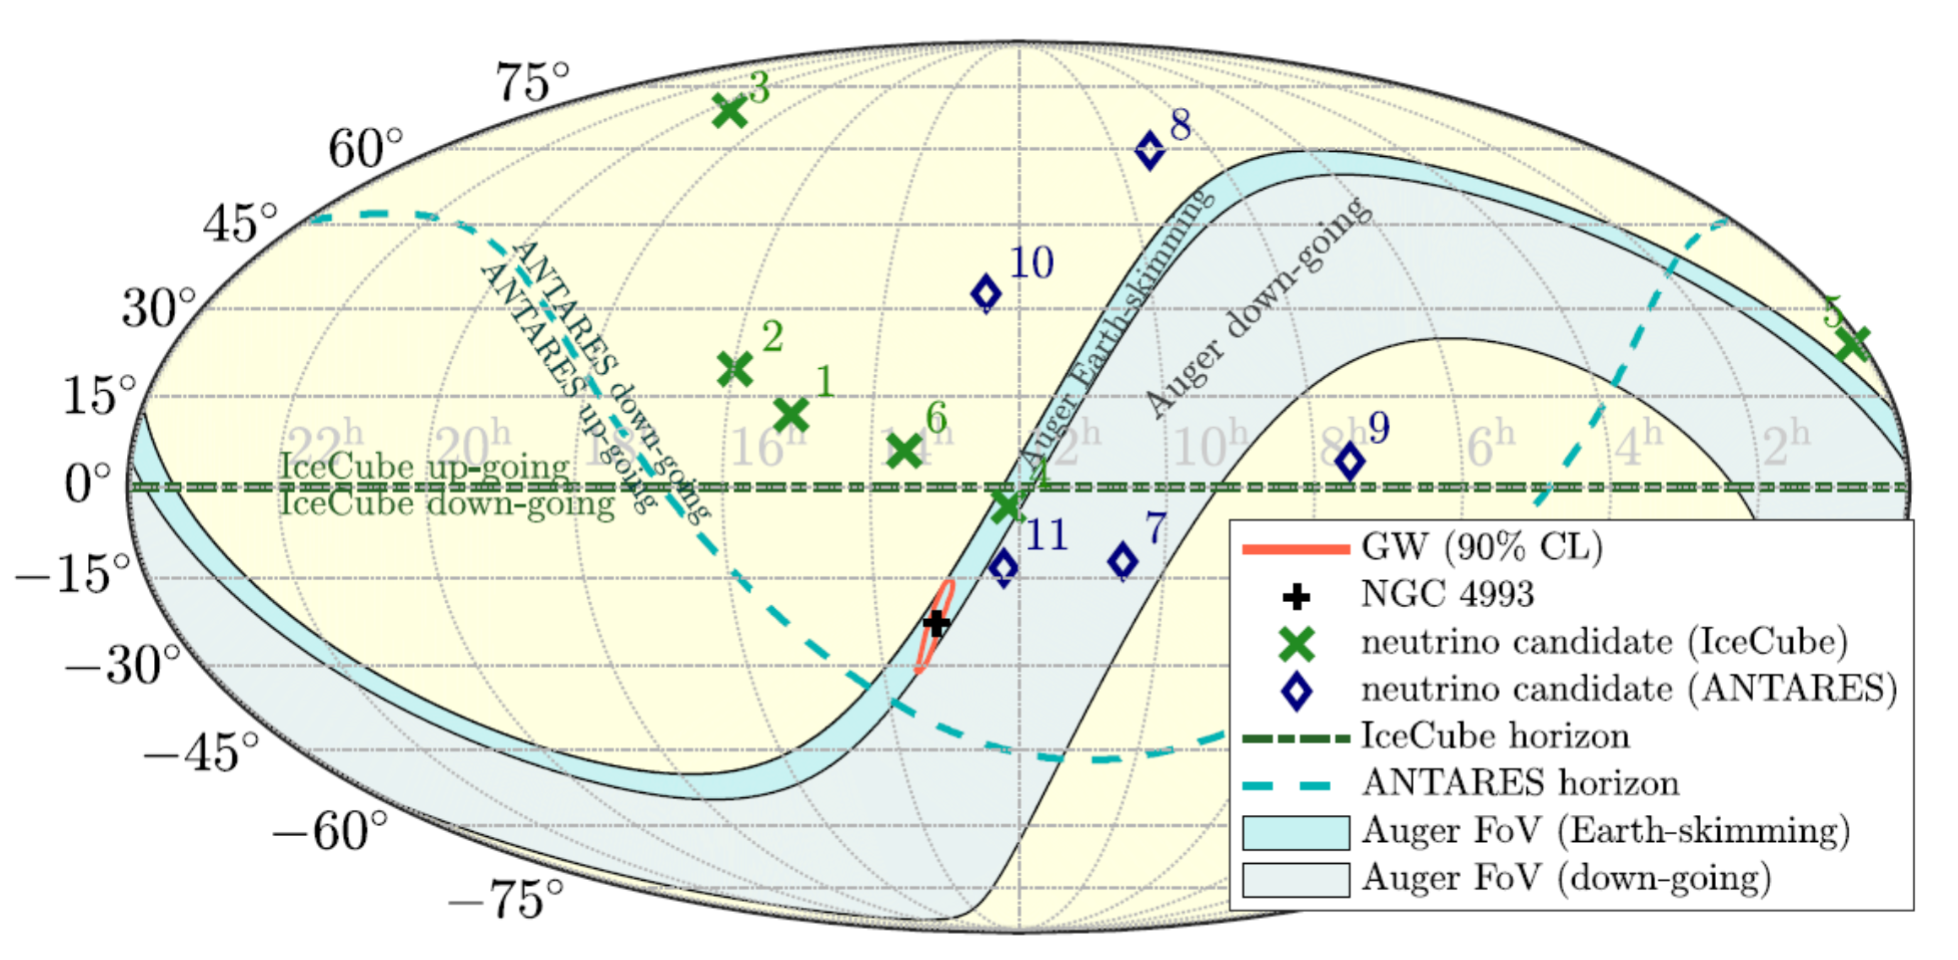 75°
3
60°
8
45°
10
30°
5
2
1
15°
6
9
22ʰ 20ʰ 18ʰ 16ʰ 14ʰ 12ʰ 10ʰ 8ʰ 6ʰ 4ʰ 2ʰ
ANTARES down-going
ANTARES up-going
Auger Earth-skimming
Auger down-going
IceCube up-going
0°
4
IceCube down-going
11
7
−15°
−30°
−45°
−60°
−75°
GW (90% CL)
NGC 4993
neutrino candidate (IceCube)
neutrino candidate (ANTARES)
IceCube horizon
ANTARES horizon
Auger FoV (Earth-skimming)
Auger FoV (down-going)